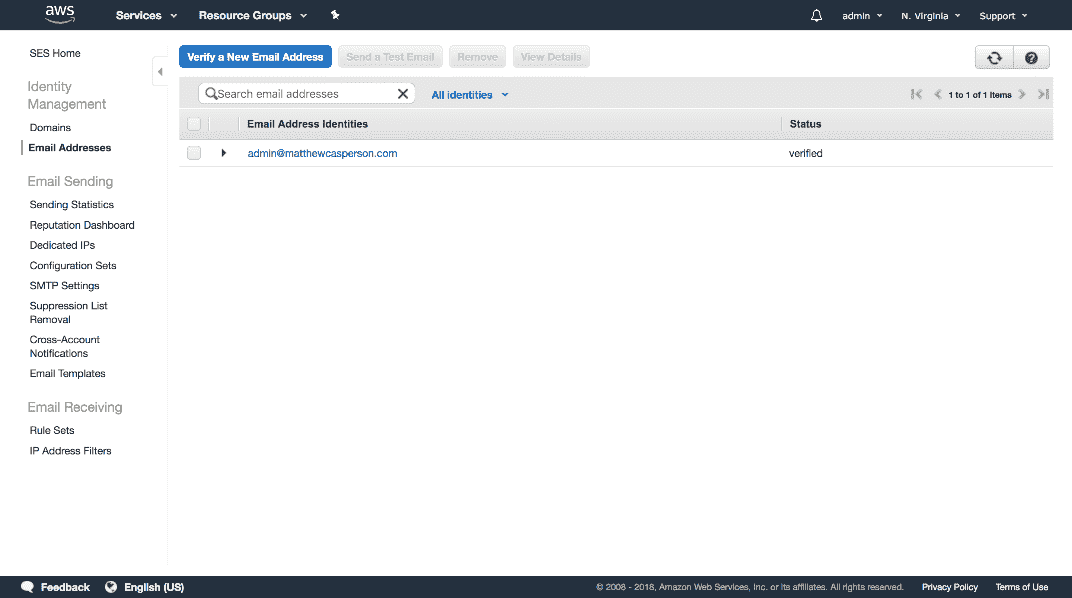 aws Services Resource Groups admin N. Virginia Support
SES Home
Identity
Management
Domains
Email Addresses
Email Sending
Sending Statistics
Reputation Dashboard
Dedicated IPs
Configuration Sets
SMTP Settings
Suppression List
Removal
Cross-Account
Notifications
Email Templates
Email Receiving
Rule Sets
IP Address Filters
Verify a New Email Address Send a Test Email Remove View Details ?
Search email addresses All identities 1 to 1 of 1 items
Email Address Identities Status
admin@matthewcasperson.com verified
Feedback English (US) © 2008 - 2018, Amazon Web Services, Inc. or its affiliates. All rights reserved. Privacy Policy Terms of Use